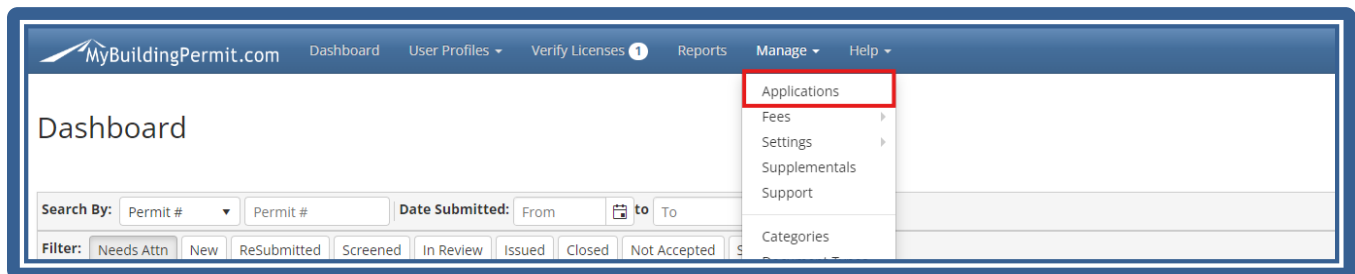 MyBuildingPermit.com Dashboard User Profiles Verify Licenses 1 Reports Manage Help
Applications
Dashboard
Fees
Settings
Supplementals
Support
Search By: Permit # Permit # Date Submitted: From to To
Categories
Filter: Needs Attn New ReSubmitted Screened In Review Issued Closed Not Accepted